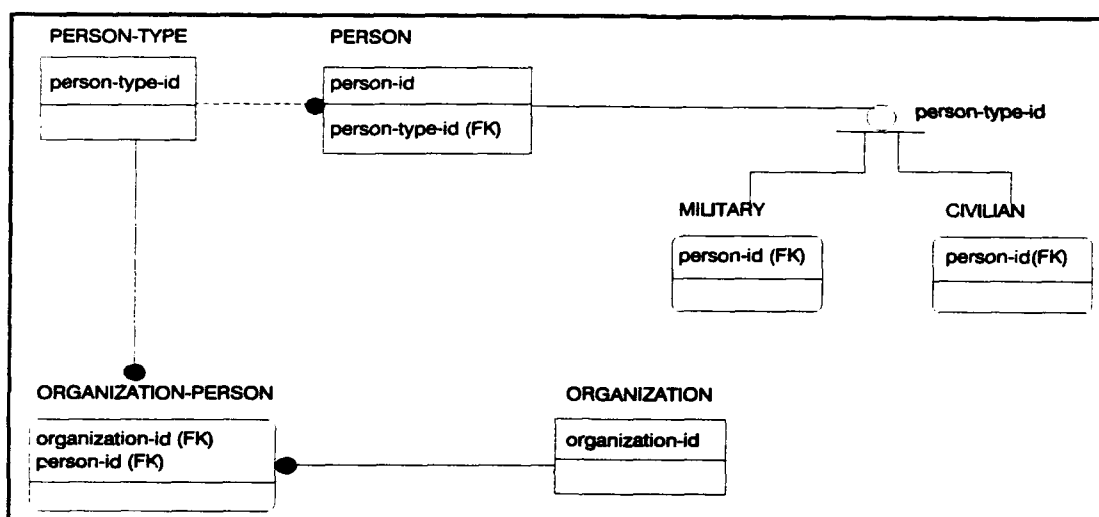 PERSON-TYPE
person-type-id
PERSON
person-id
person-type-id (FK)
person-type-id
MILITARY
person-id (FK)
CIVILIAN
person-id(FK)
ORGANIZATION-PERSON
organization-id (FK)
person-id (FK)
ORGANIZATION
organization-id